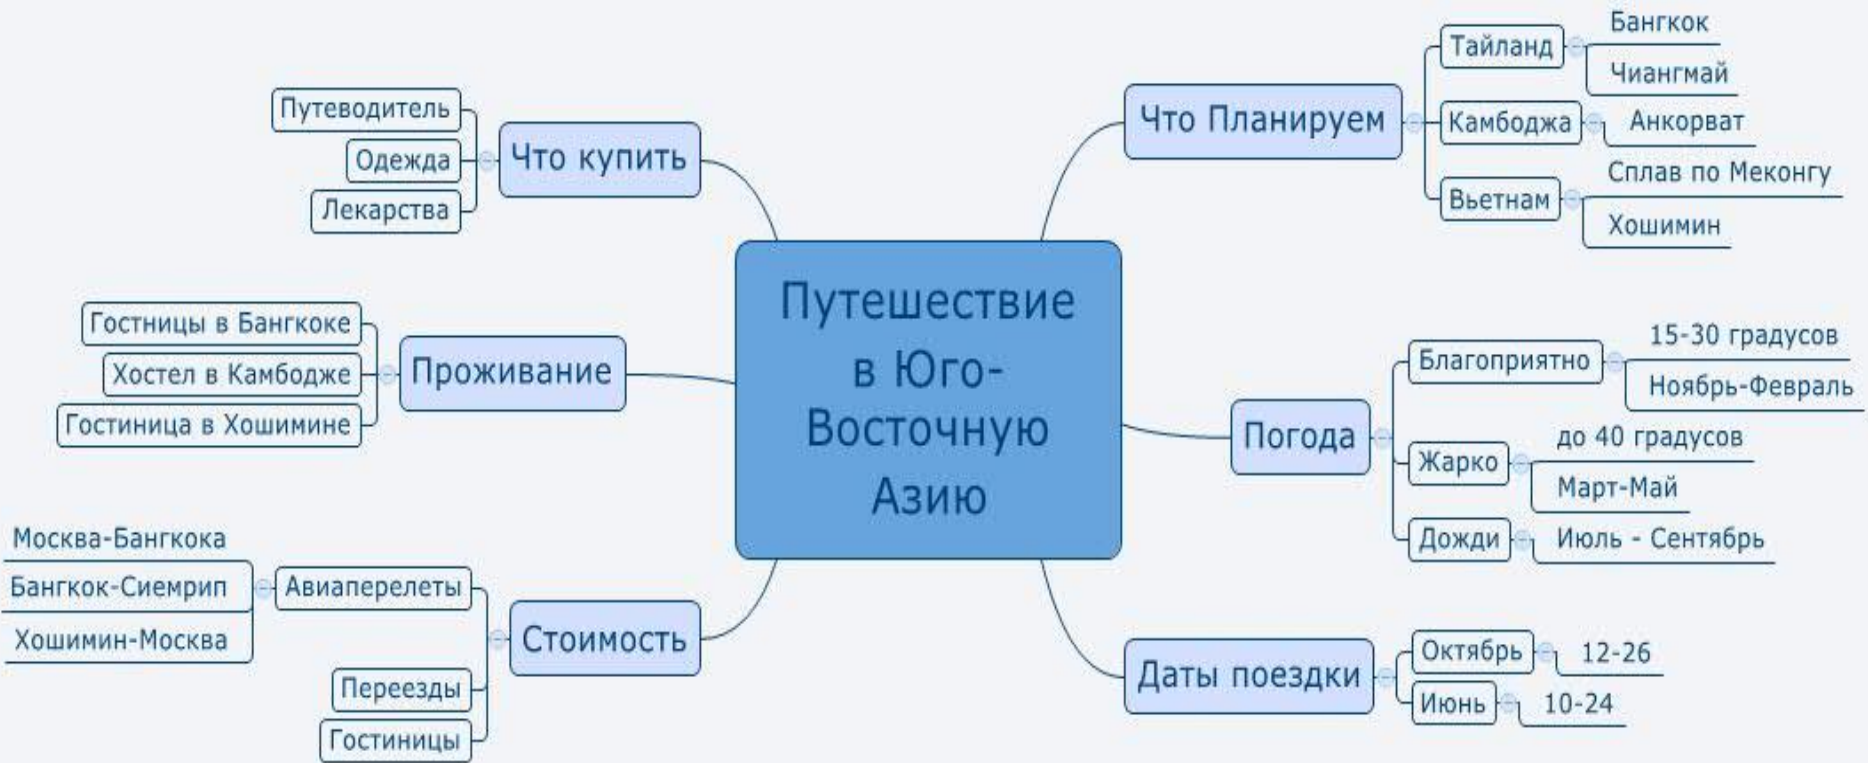 Путешествие
в Юго-
Восточную
Азию
Что купить
Путеводитель
Одежда
Лекарства
Проживание
Гостницы в Бангкоке
Хостел в Камбодже
Гостиница в Хошимине
Стоимость
Авиаперелеты
Москва-Бангкока
Бангкок-Сиемрип
Хошимин-Москва
Переезды
Гостиницы
Что Планируем
Тайланд
Бангкок
Чиангмай
Камбоджа
Анкорват
Вьетнам
Сплав по Меконгу
Хошимин
Погода
Благоприятно
15-30 градусов
Ноябрь-Февраль
Жарко
до 40 градусов
Март-Май
Дожди
Июль - Сентябрь
Даты поездки
Октябрь
12-26
Июнь
10-24